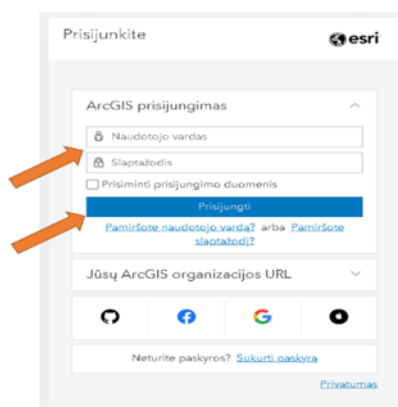 Prisijunkite
esri
ArcGIS prisijungimas
Naudotojo vardas
Slaptažodis
Prisiminti prisijungimo duomenis
Prisijungti
Pamiršote naudotojo vardą? arba Pamiršote
slaptažodį?
Jūsų ArcGIS organizacijos URL
Neturite paskyros? Sukurti paskyrą
Privatumas